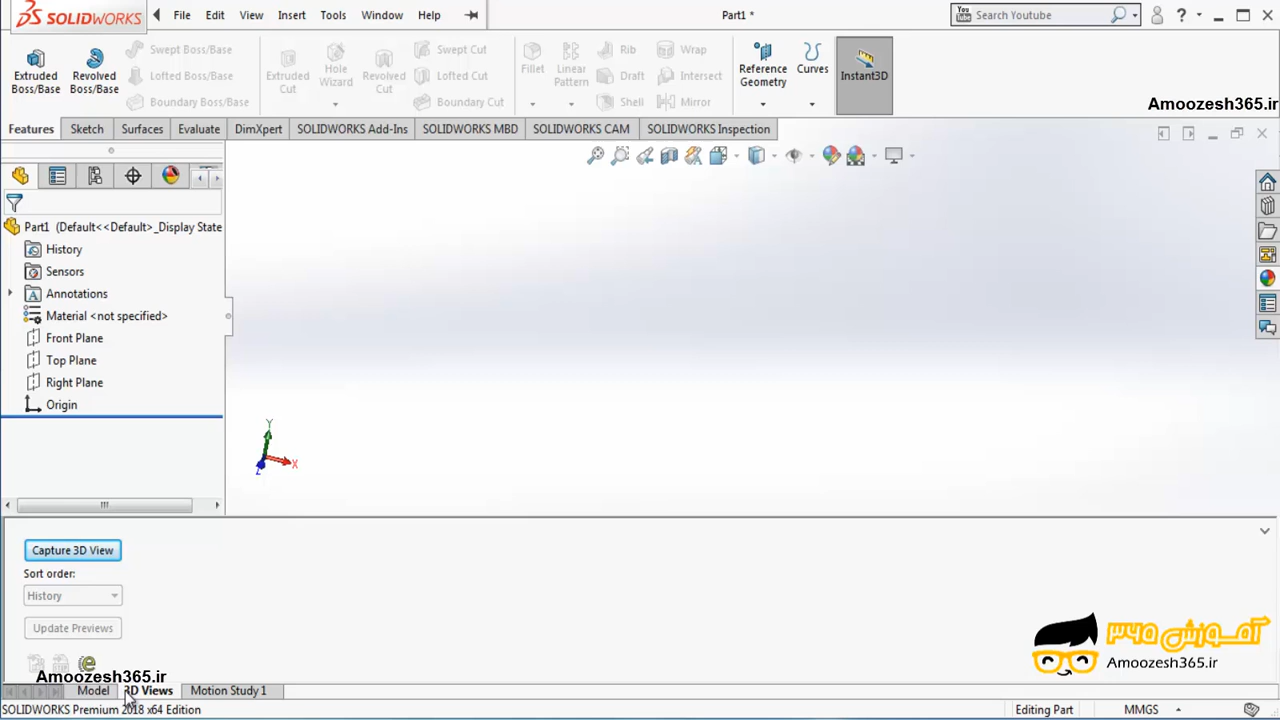 SOLIDWORKS
File Edit View Insert Tools Window Help
Part1 *
You Tube Search Youtube
Extruded Boss/Base
Revolved Boss/Base
Swept Boss/Base
Lofted Boss/Base
Boundary Boss/Base
Extruded Cut
Hole Wizard
Revolved Cut
Swept Cut
Lofted Cut
Boundary Cut
Fillet
Linear Pattern
Rib
Draft
Shell
Wrap
Intersect
Mirror
Reference Geometry
Curves
Instant3D
Amoozesh365.ir
Features Sketch Surfaces Evaluate DimXpert SOLIDWORKS Add-Ins SOLIDWORKS MBD SOLIDWORKS CAM SOLIDWORKS Inspection
Part1 (Default<<Default>_Display State
History
Sensors
Annotations
Material <not specified>
Front Plane
Top Plane
Right Plane
Origin
Y
X
Z
Capture 3D View
Sort order:
History
Update Previews
آموزش ۳۶۵
Amoozesh365.ir
Amoozesh365.ir
Model 3D Views Motion Study 1
SOLIDWORKS Premium 2018 x64 Edition
Editing Part
MMGS